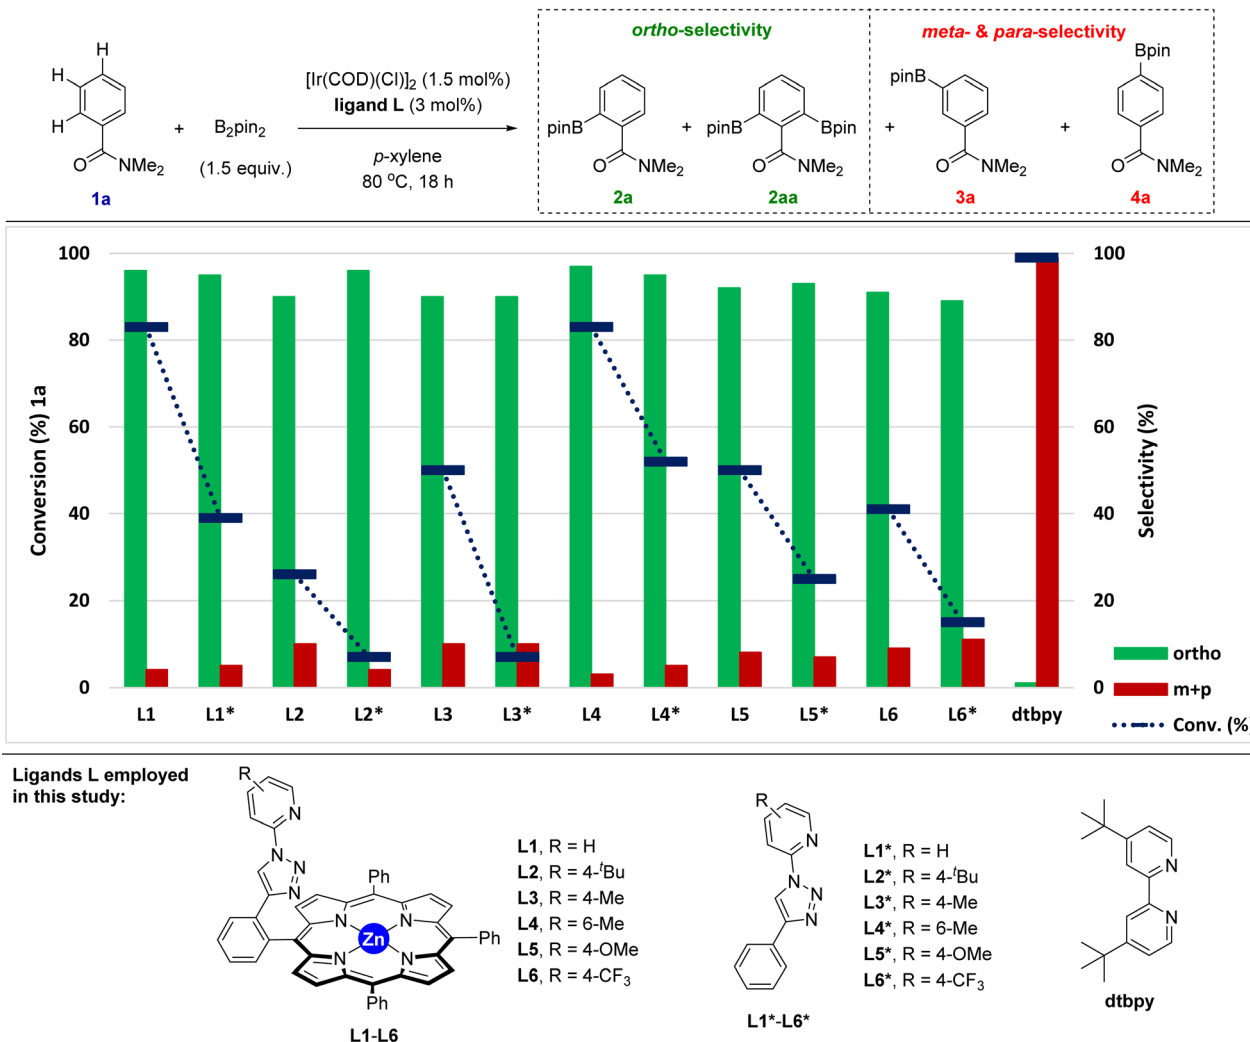 ortho-selectivity
meta- & para-selectivity
H
H
H
O
NMe2
1a
+
B2pin2
(1.5 equiv.)
[Ir(COD)(Cl)]2 (1.5 mol%)
ligand L (3 mol%)
p-xylene
80 ºC, 18 h
pinB
O
NMe2
2a
+
pinB
Bpin
O
NMe2
2aa
+
pinB
O
NMe2
3a
+
Bpin
O
NMe2
4a
Conversion (%) 1a
100
80
60
40
20
0
100
80
60
40
20
0
Selectivity (%)
L1
L1*
L2
L2*
L3
L3*
L4
L4*
L5
L5*
L6
L6*
dtbpy
ortho
m+p
Conv. (%)
Ligands L employed
in this study:
R
N
N
N
N
Ph
N
N
Zn
N
N
Ph
Ph
L1-L6
L1, R = H
L2, R = 4-tBu
L3, R = 4-Me
L4, R = 6-Me
L5, R = 4-OMe
L6, R = 4-CF3
R
N
N
N
N
L1*-L6*
L1*, R = H
L2*, R = 4-tBu
L3*, R = 4-Me
L4*, R = 6-Me
L5*, R = 4-OMe
L6*, R = 4-CF3
N
N
dtbpy